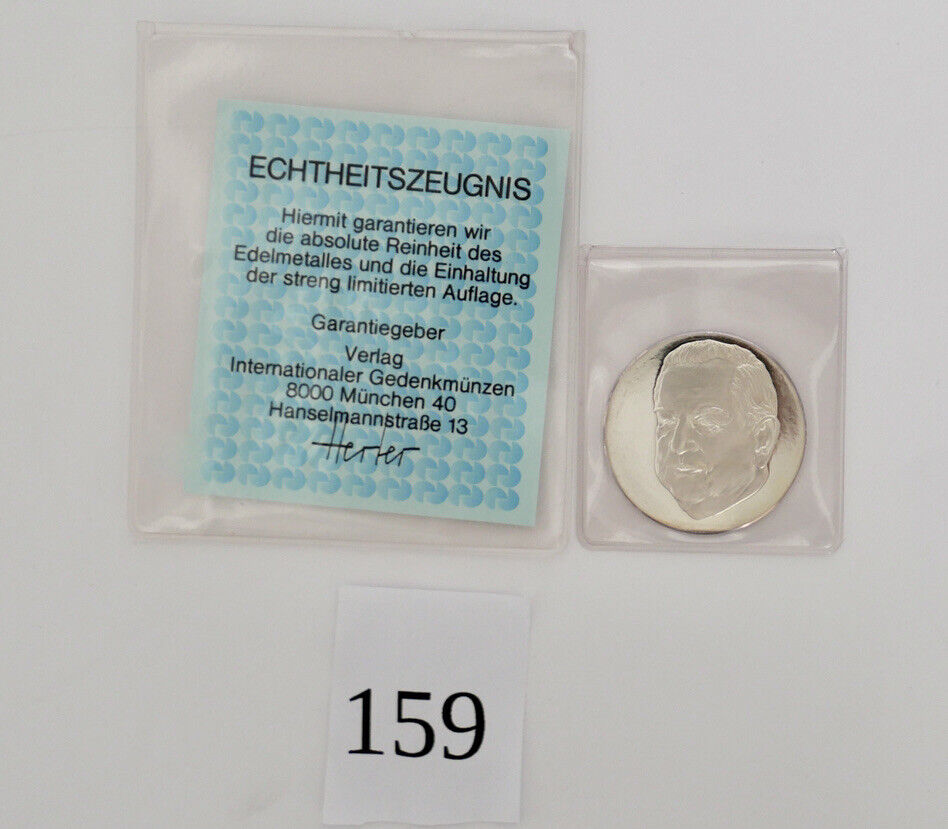 ECHTHEITSZEUGNIS
Hiermit garantieren wir
die absolute Reinheit des
Edelmetalles und die Einhaltung
der streng limitierten Auflage.
Garantiegeber
Verlag
Internationaler Gedenkmünzen
8000 München 40
Hanselmannstraße 13
Herter
159